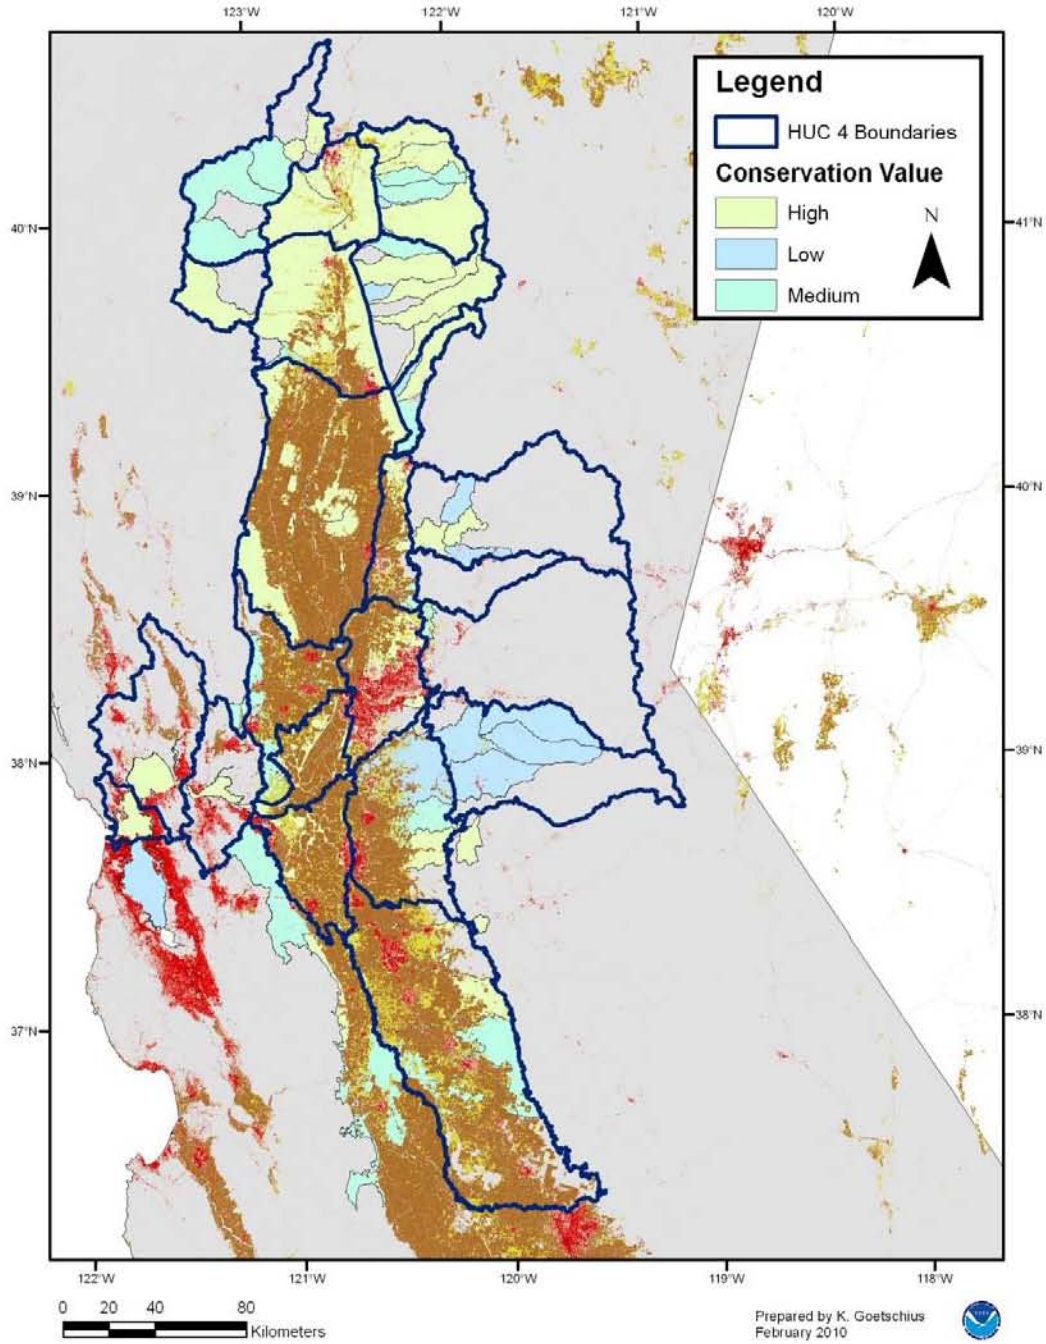 123°W 122°W 121°W 120°W
Legend
HUC 4 Boundaries
Conservation Value
High
Low
Medium
N
40°N
41°N
39°N
40°N
38°N
39°N
37°N
38°N
122°W 121°W 120°W 119°W 118°W
0 20 40 80
Kilometers
Prepared by K. Goetschius
February 2010